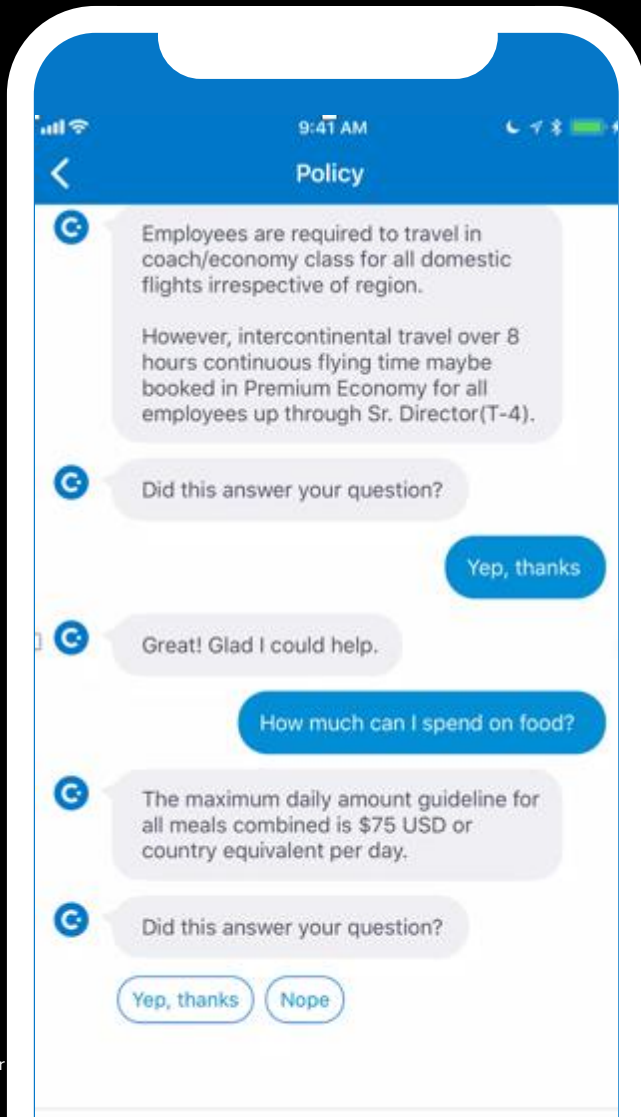 9:41 AM
Policy
Employees are required to travel in
coach/economy class for all domestic
flights irrespective of region.
However, intercontinental travel over 8
hours continuous flying time maybe
booked in Premium Economy for all
employees up through Sr. Director(T-4).
Did this answer your question?
Yep, thanks
Great! Glad I could help.
How much can I spend on food?
The maximum daily amount guideline for
all meals combined is $75 USD or
country equivalent per day.
Did this answer your question?
Yep, thanks
Nope
r